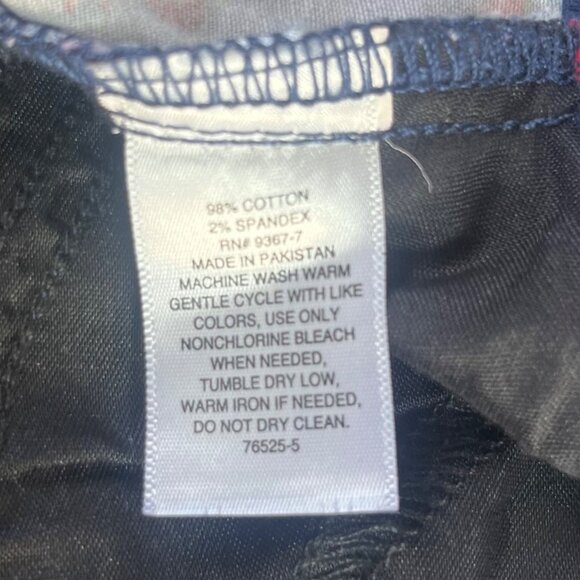 98% COTTON
2% SPANDEX
RN# 9367-7
MADE IN PAKISTAN
MACHINE WASH WARM
GENTLE CYCLE WITH LIKE
COLORS, USE ONLY
NONCHLORINE BLEACH
WHEN NEEDED,
TUMBLE DRY LOW,
WARM IRON IF NEEDED,
DO NOT DRY CLEAN.
76525-5